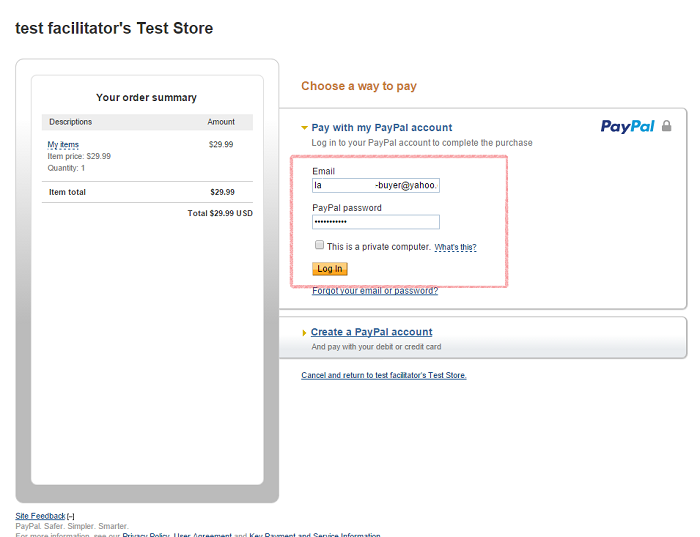 test facilitator's Test Store
Your order summary
Descriptions Amount
My items $29.99
Item price: $29.99
Quantity: 1
Item total $29.99
Total $29.99 USD
Choose a way to pay
Pay with my PayPal account
PayPal
Log in to your PayPal account to complete the purchase
Email
la -buyer@yahoo.
PayPal password
•••••••••••
This is a private computer. What's this?
Log In
Forgot your email or password?
Create a PayPal account
And pay with your debit or credit card
Cancel and return to test facilitator's Test Store.
Site Feedback [–]
PayPal. Safer. Simpler. Smarter.
For more information, see our Privacy Policy, User Agreement and Key Payment and Service Information